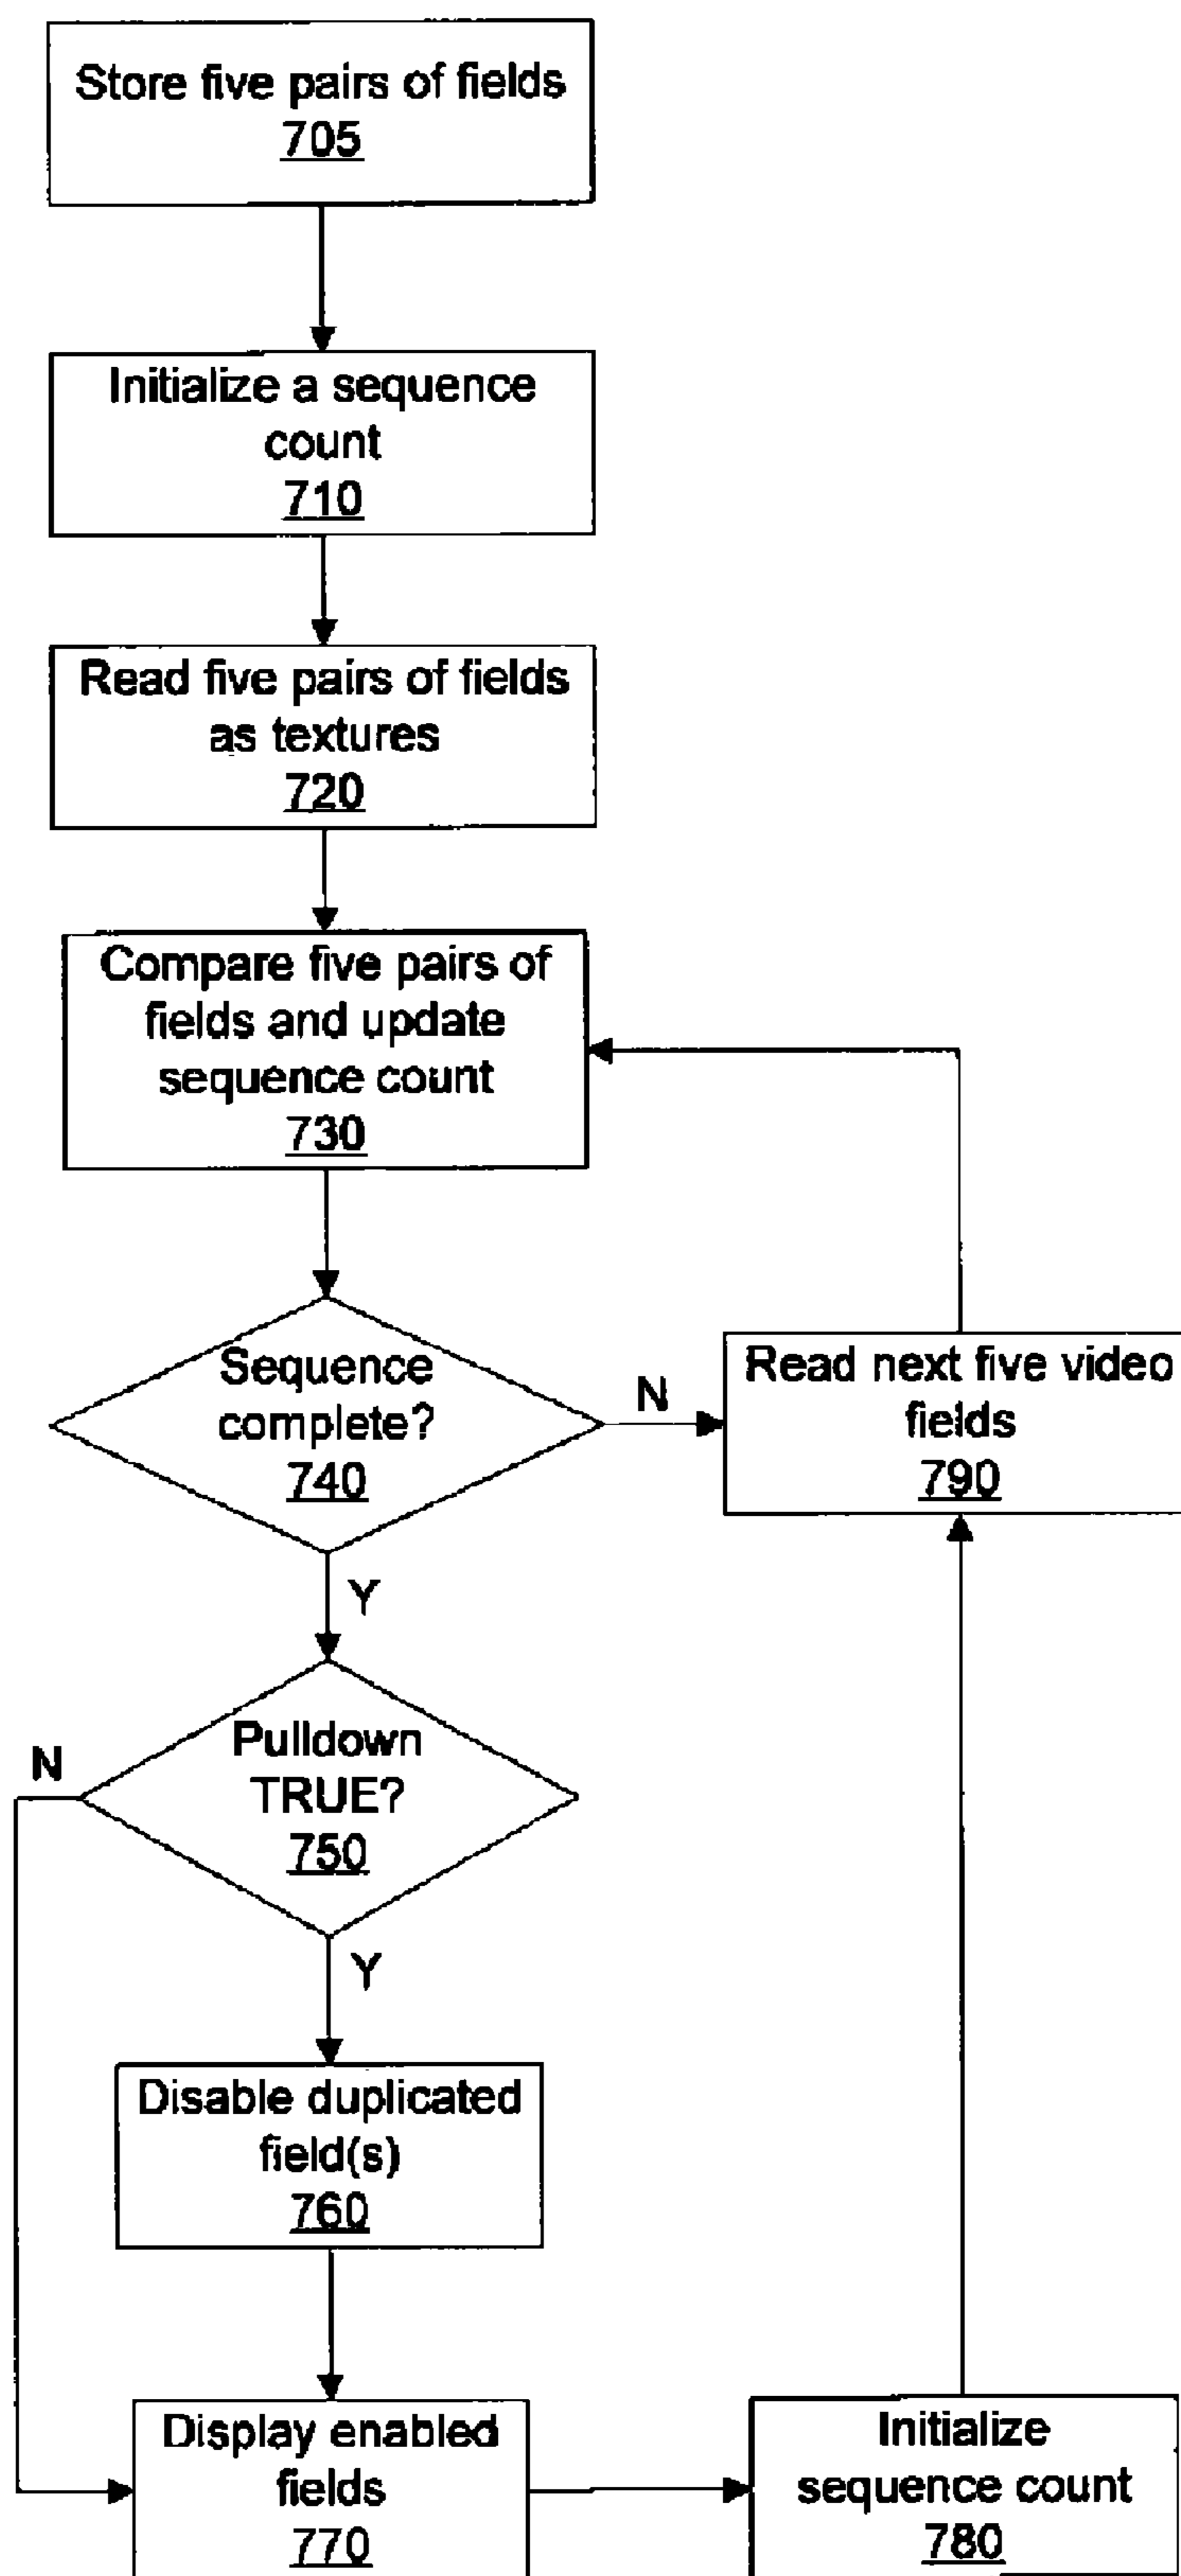 Store five pairs of fields
705
Initialize a sequence
count
710
Read five pairs of fields
as textures
720
Compare five pairs of
fields and update
sequence count
730
Sequence
complete?
740
N
Read next five video
fields
790
Y
Pulldown
TRUE?
750
N
Y
Disable duplicated
field(s)
760
Display enabled
fields
770
Initialize
sequence count
780